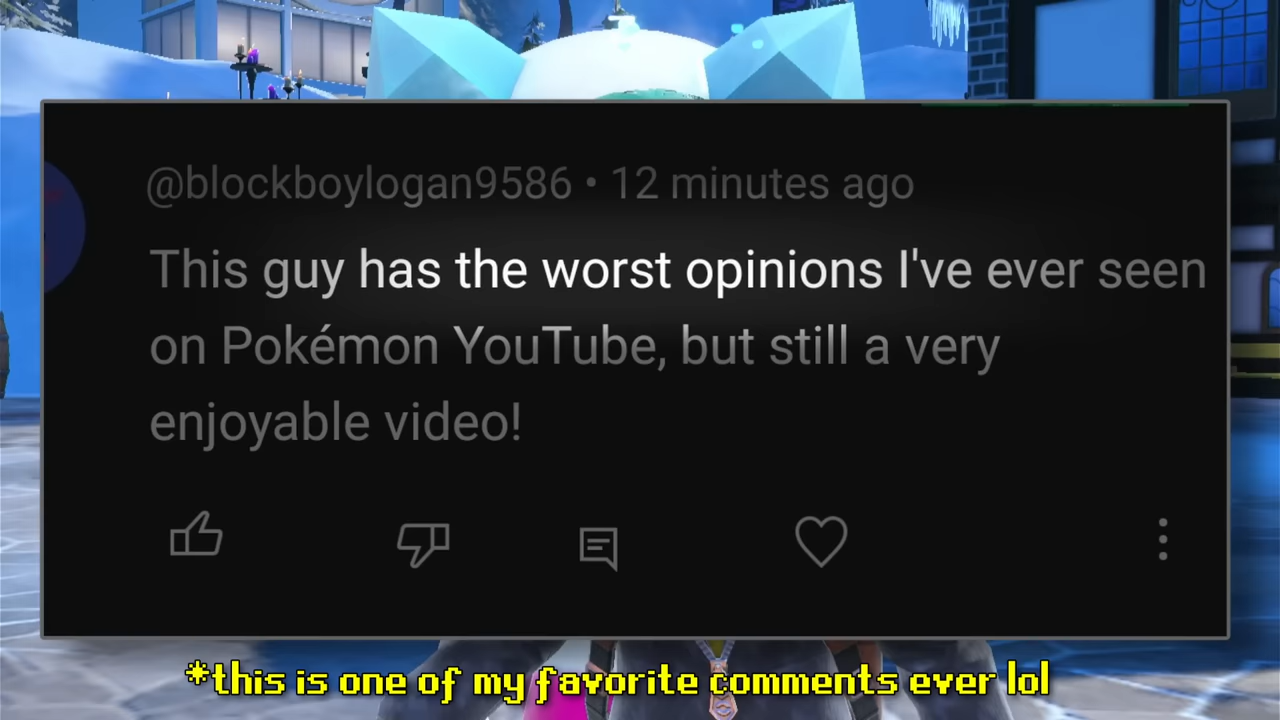 @blockboylogan9586 • 12 minutes ago
This guy has the worst opinions I've ever seen
on Pokémon YouTube, but still a very
enjoyable video!
*this is one of my favorite comments ever lol